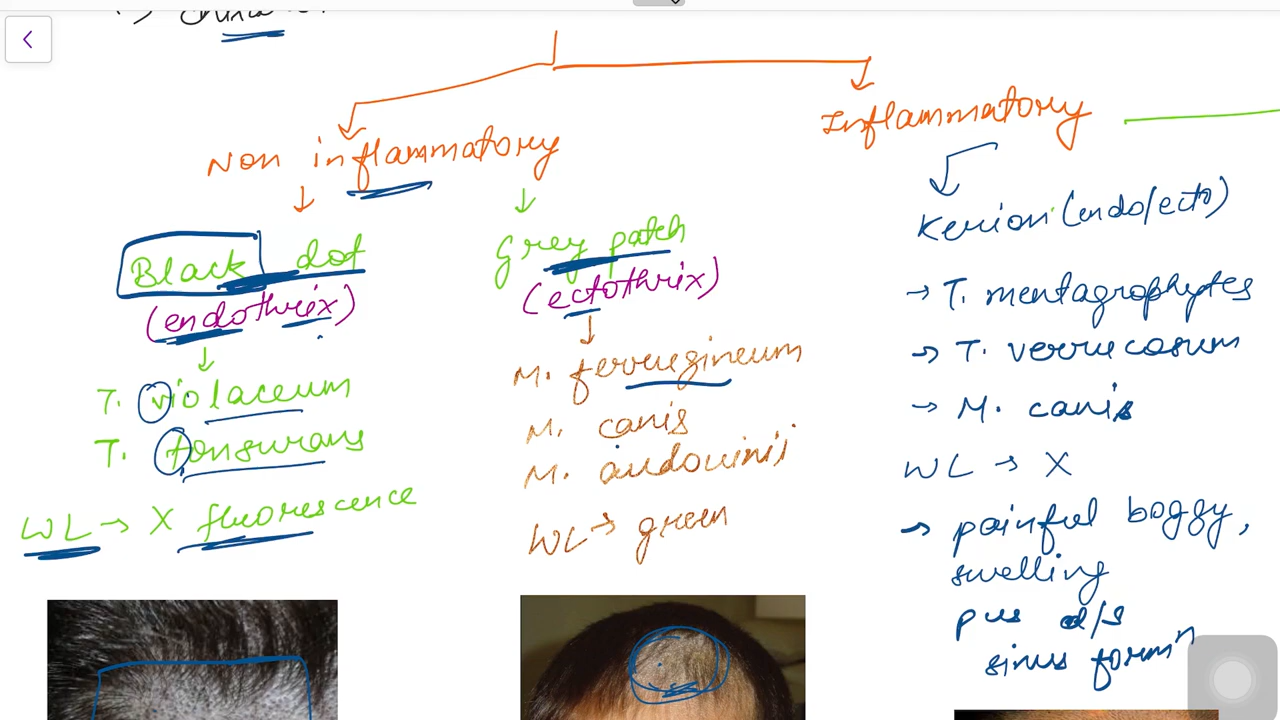 Non inflammatory
Black dot
(endothrix)
T. violaceum
T. tonsurans
WL → X fluorescence
Grey patch
(ectothrix)
M. ferrugineum
M. canis
M. audouinii
WL → green
Inflammatory
Kerion (endo/ecto)
→ T. mentagrophytes
→ T. verrucosum
→ M. canis
WL → X
→ painful boggy,
swelling
pus d/s
sinus formⁿ